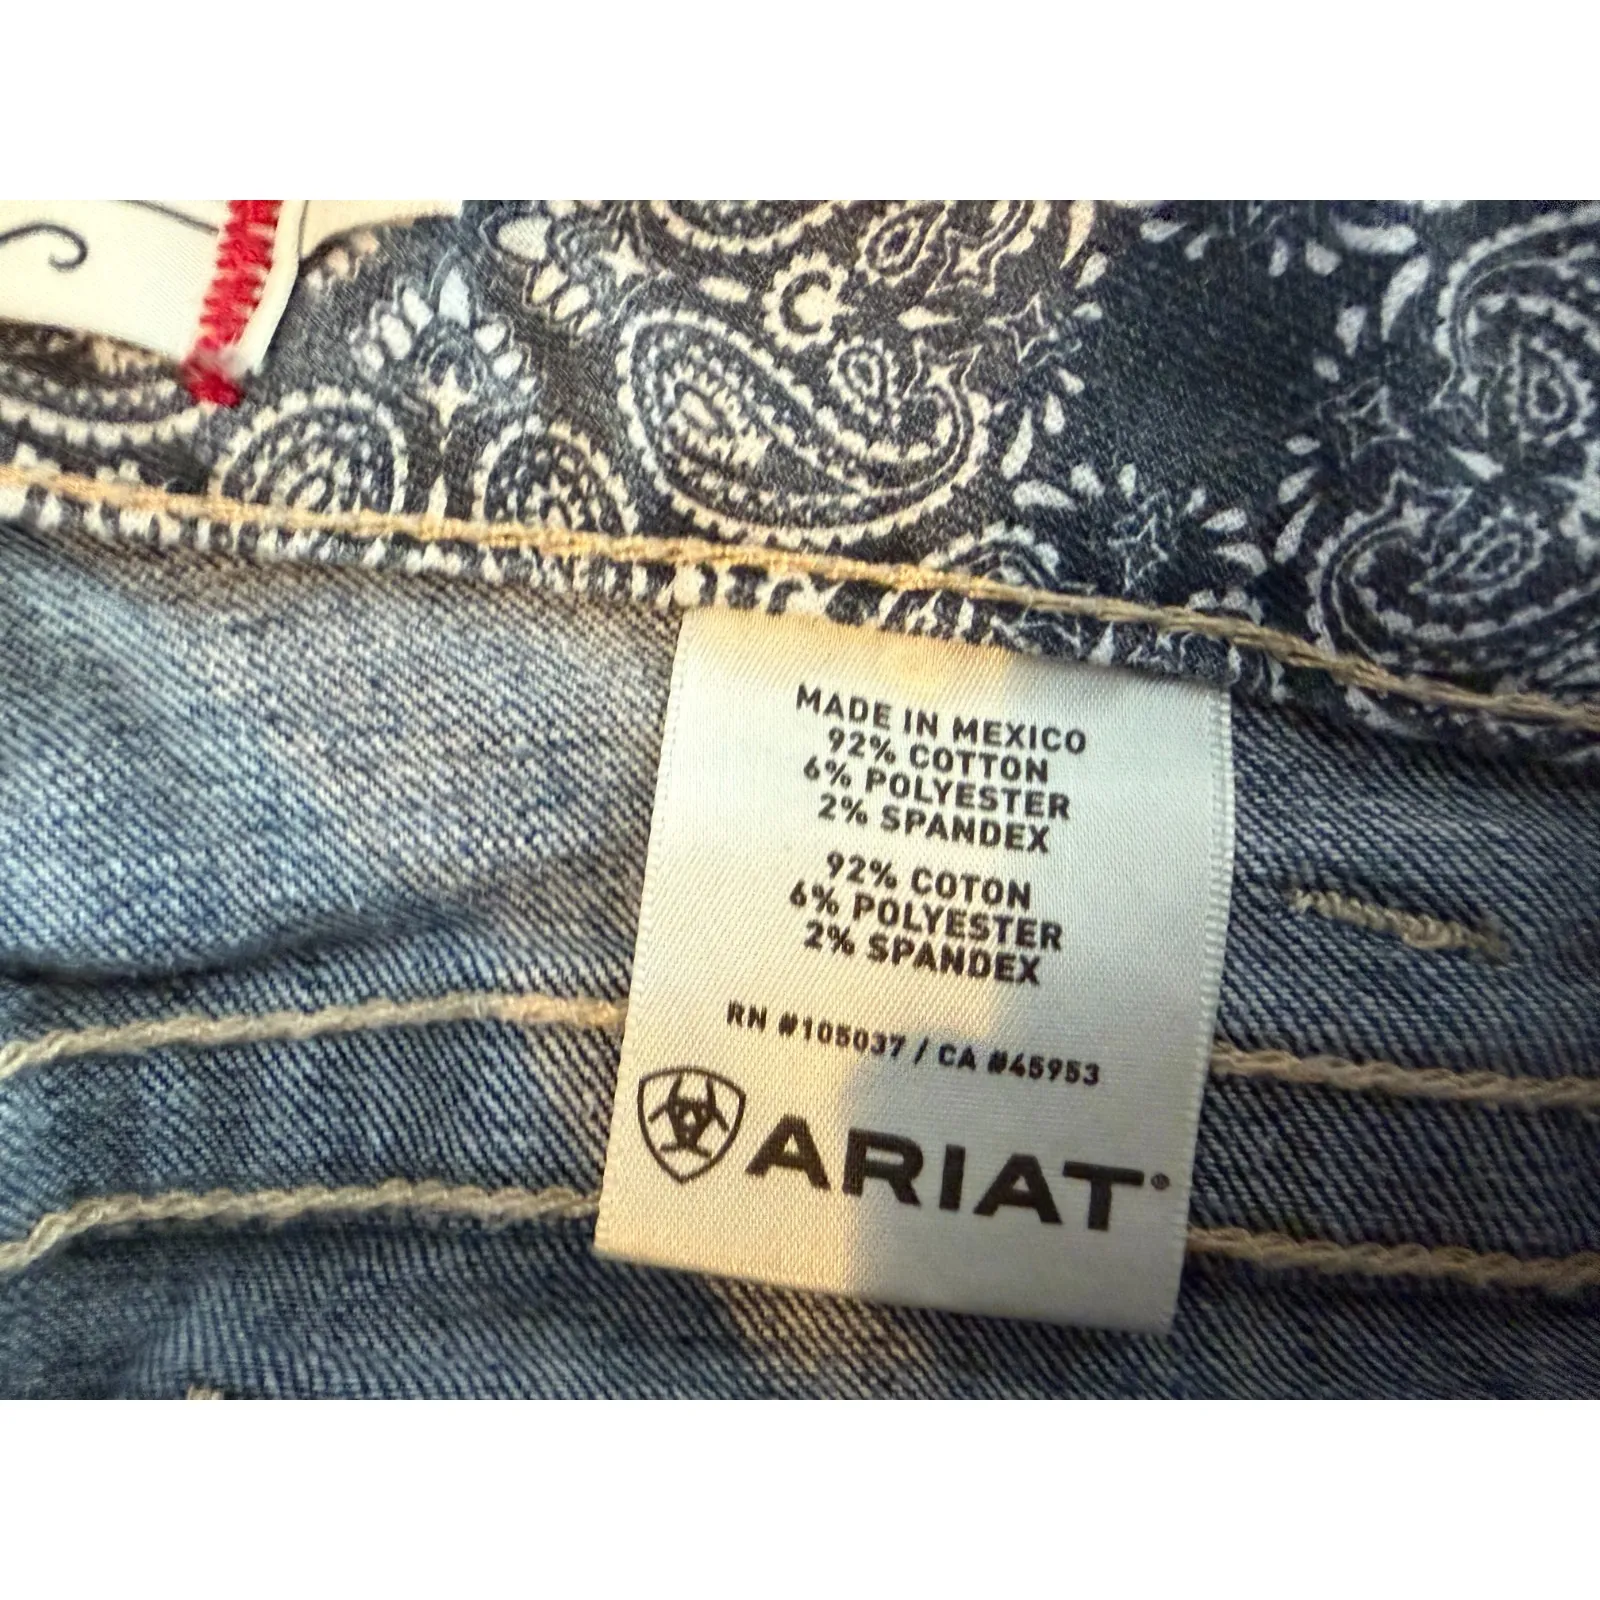 MADE IN MEXICO
92% COTTON
6% POLYESTER
2% SPANDEX
92% COTON
6% POLYESTER
2% SPANDEX
RN #105037 / CA #45953
ARIAT®